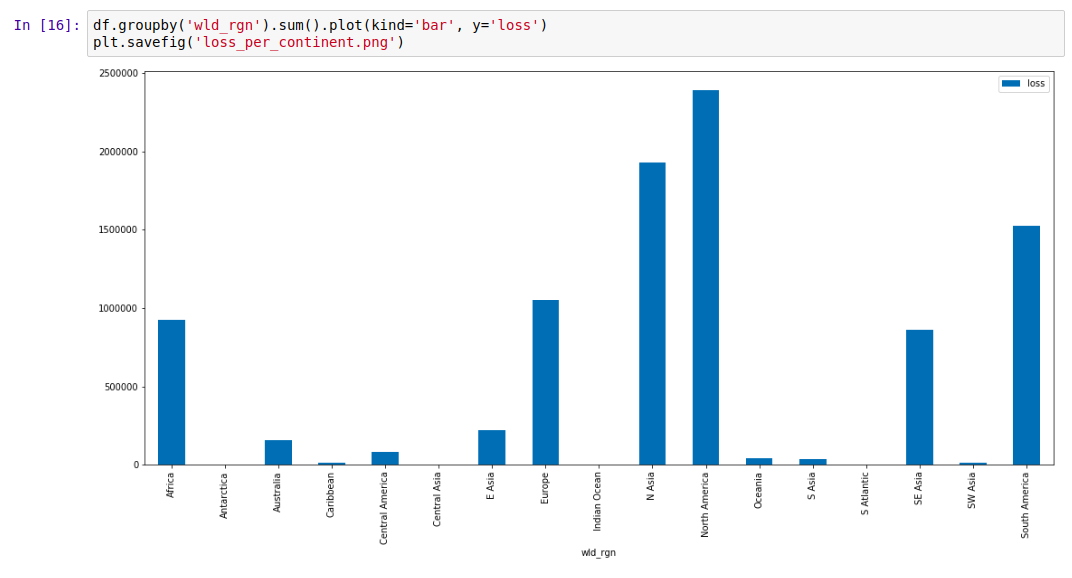 In [16]: df.groupby('wld_rgn').sum().plot(kind='bar', y='loss')
plt.savefig('loss_per_continent.png')
loss
2500000
2000000
1500000
1000000
500000
0
Africa
Antarctica
Australia
Caribbean
Central America
Central Asia
E Asia
Europe
Indian Ocean
N Asia
North America
Oceania
S Asia
S Atlantic
SE Asia
SW Asia
South America
wld_rgn